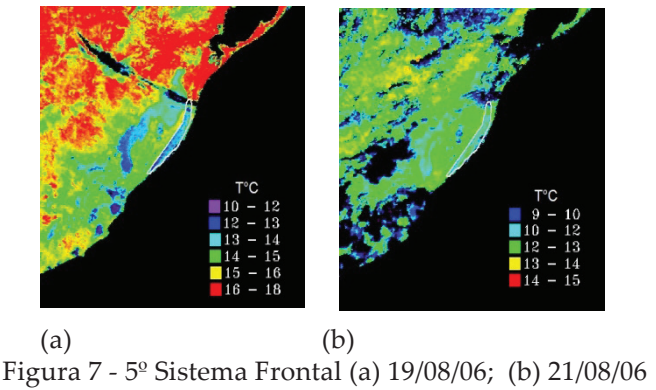 T°C
10 - 12
12 - 13
13 - 14
14 - 15
15 - 16
16 - 18
T°C
9 - 10
10 - 12
12 - 13
13 - 14
14 - 15
(a) (b)
Figura 7 - 5º Sistema Frontal (a) 19/08/06; (b) 21/08/06